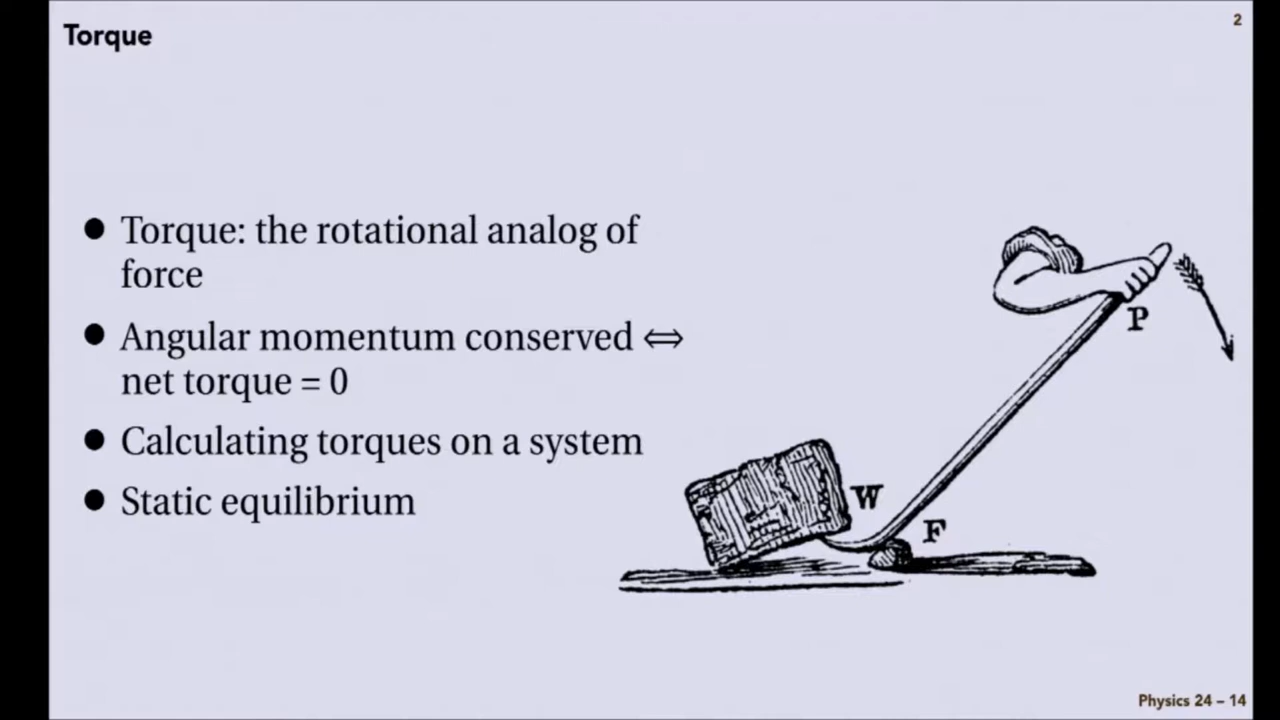 Torque
2
● Torque: the rotational analog of
force
● Angular momentum conserved ⇔
net torque = 0
● Calculating torques on a system
● Static equilibrium
P
W
F
Physics 24 – 14